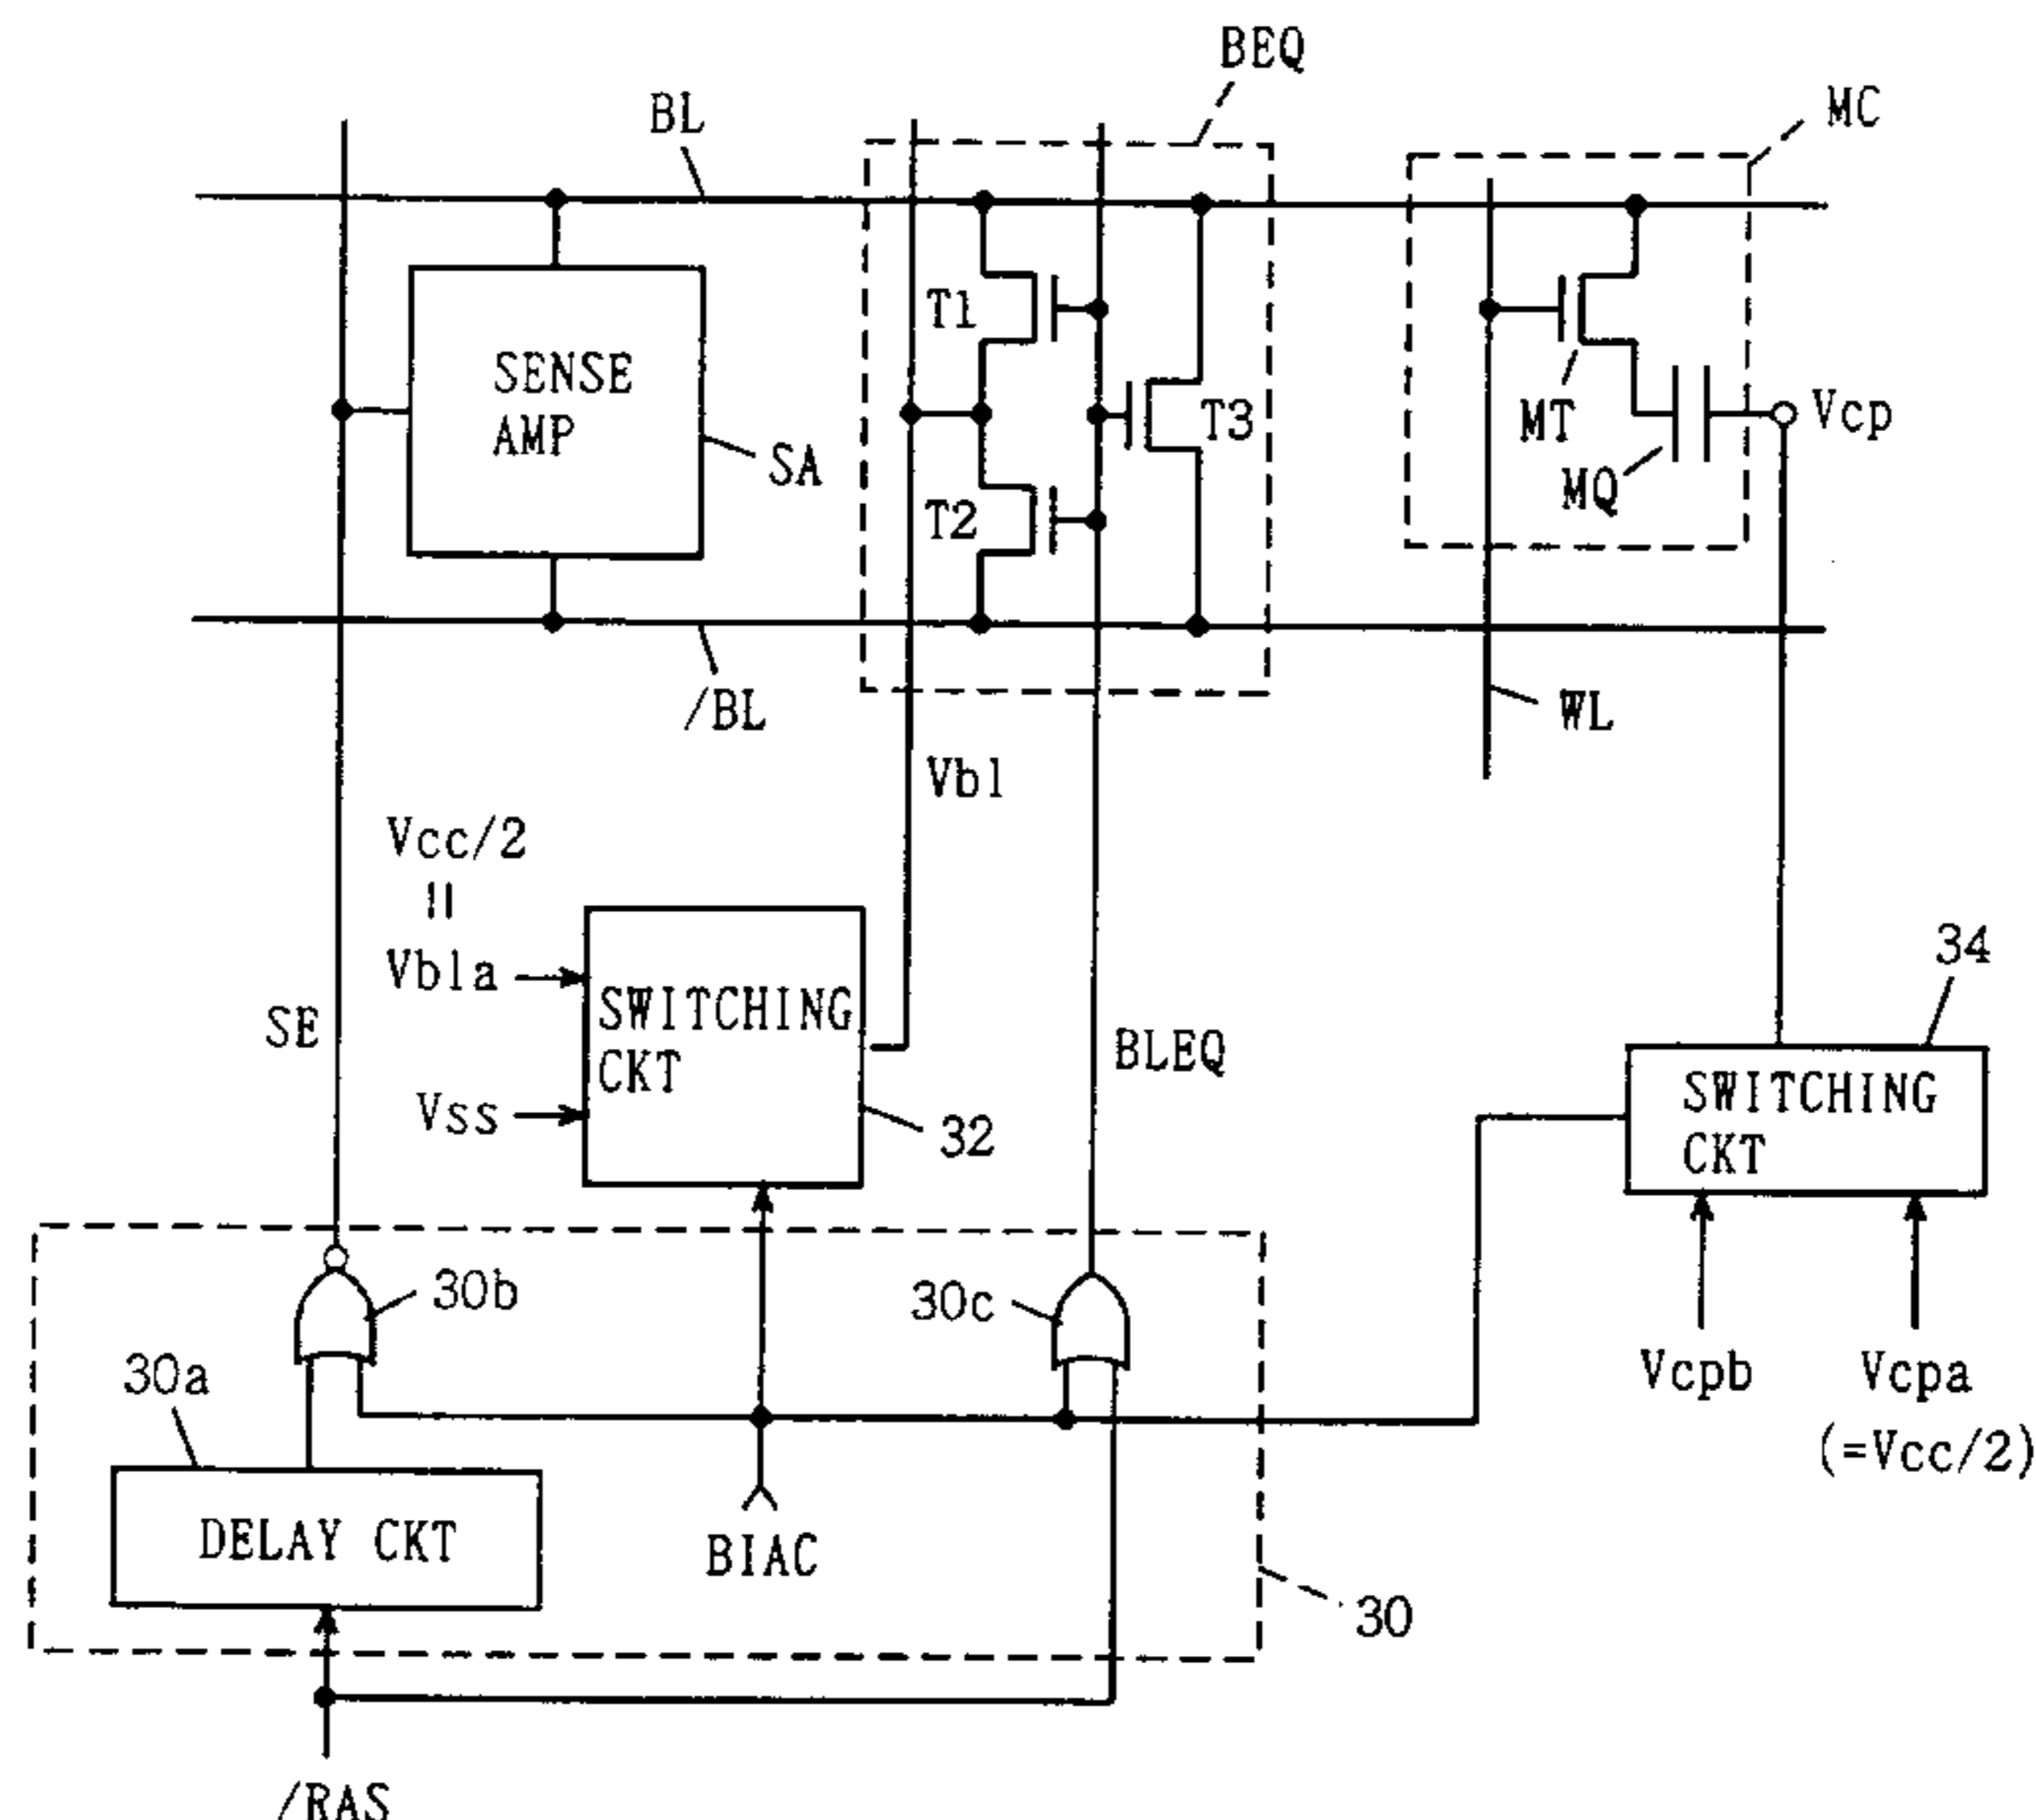 BEQ
BL
MC
T1
SENSE
AMP
T3
MT
Vcp
SA
MQ
T2
/BL
WL
Vbl
Vcc/2
=
Vbla
34
SWITCHING
CKT
SE
BLEQ
SWITCHING
CKT
Vss
32
30b
30c
30a
Vcpb
Vcpa
(=Vcc/2)
DELAY CKT
BIAC
30
/RAS